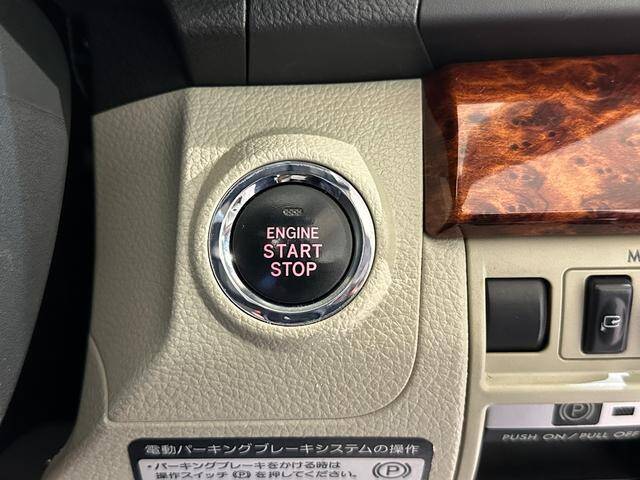 ENGINE
START
STOP
M
P
PUSH ON/PULL OFF
電動パーキングブレーキシステムの操作
・パーキングブレーキをかける時は
操作スイッチⓅを押してください。
P